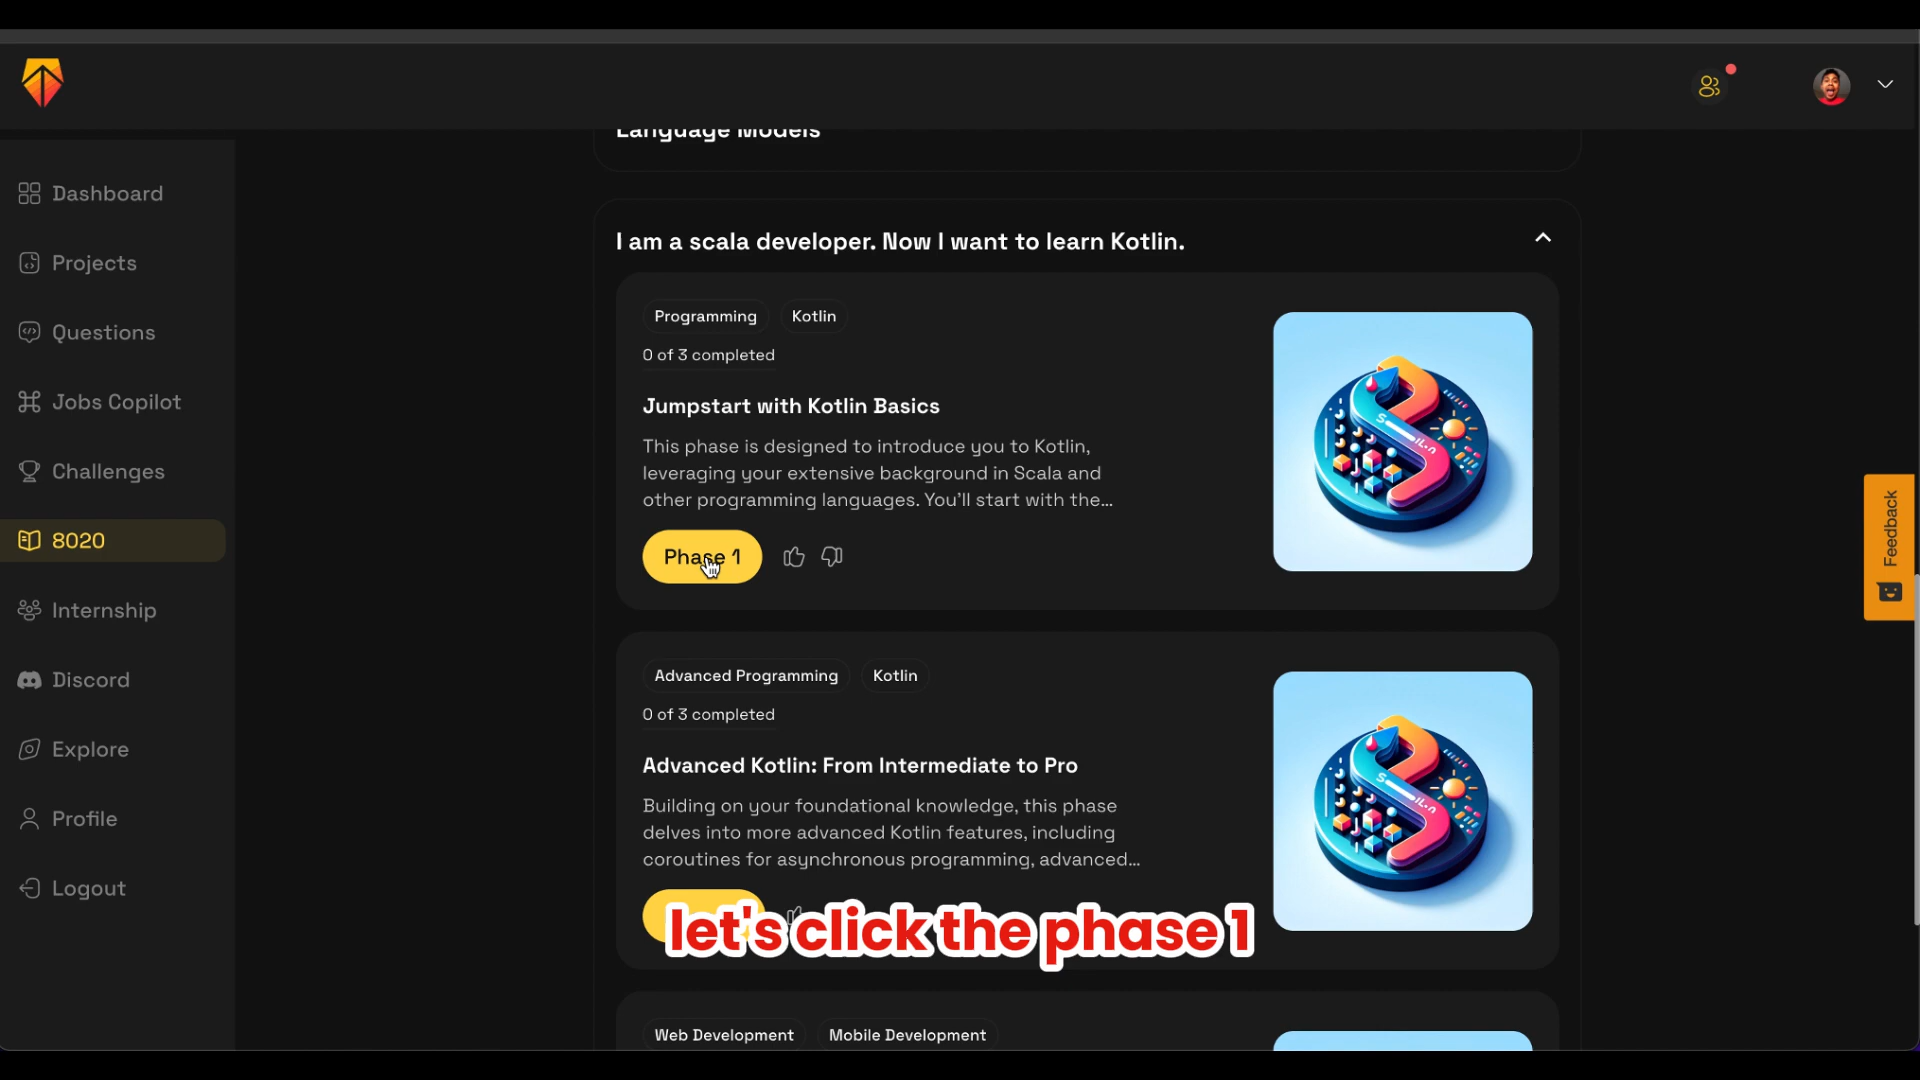 Language Models
Dashboard
Projects
Questions
Jobs Copilot
Challenges
8020
Internship
Discord
Explore
Profile
Logout
I am a scala developer. Now I want to learn Kotlin.
Programming Kotlin
0 of 3 completed
Jumpstart with Kotlin Basics
This phase is designed to introduce you to Kotlin,
leveraging your extensive background in Scala and
other programming languages. You'll start with the...
Phase 1
Advanced Programming Kotlin
0 of 3 completed
Advanced Kotlin: From Intermediate to Pro
Building on your foundational knowledge, this phase
delves into more advanced Kotlin features, including
coroutines for asynchronous programming, advanced...
let's click the phase 1
Web Development Mobile Development
Feedback